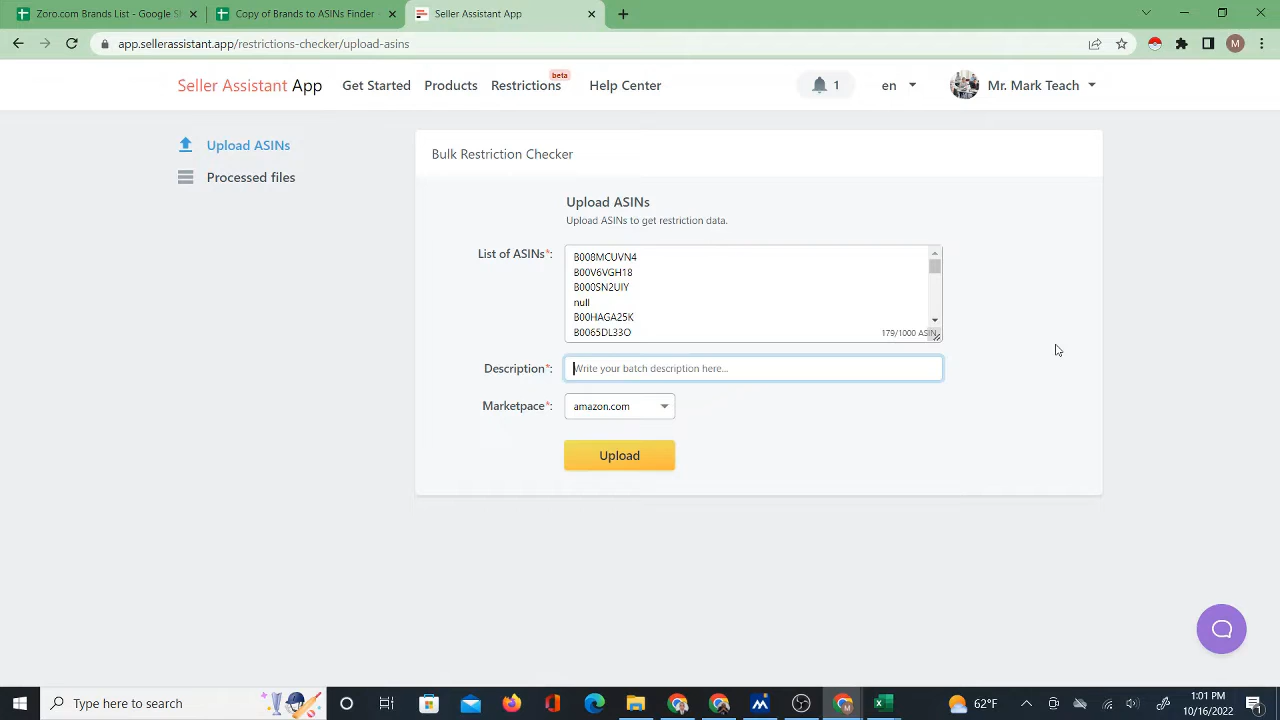 Zoro.com Brands List - Google Sh
Copy of Brands to ASINs Finder -
Seller Assistant App
app.sellerassistant.app/restrictions-checker/upload-asins
M
Seller Assistant App
Get Started
Products
Restrictions
beta
Help Center
1
en
Mr. Mark Teach
Upload ASINs
Processed files
Bulk Restriction Checker
Upload ASINs
Upload ASINs to get restriction data.
List of ASINs*:
B008MCUVN4
B00V6VGH18
B000SN2UIY
null
B00HAGA25K
B0065DL33O
179/1000 ASIN
Description*:
Write your batch description here...
Marketpace*:
amazon.com
Upload
Type here to search
62°F
1:01 PM
10/16/2022